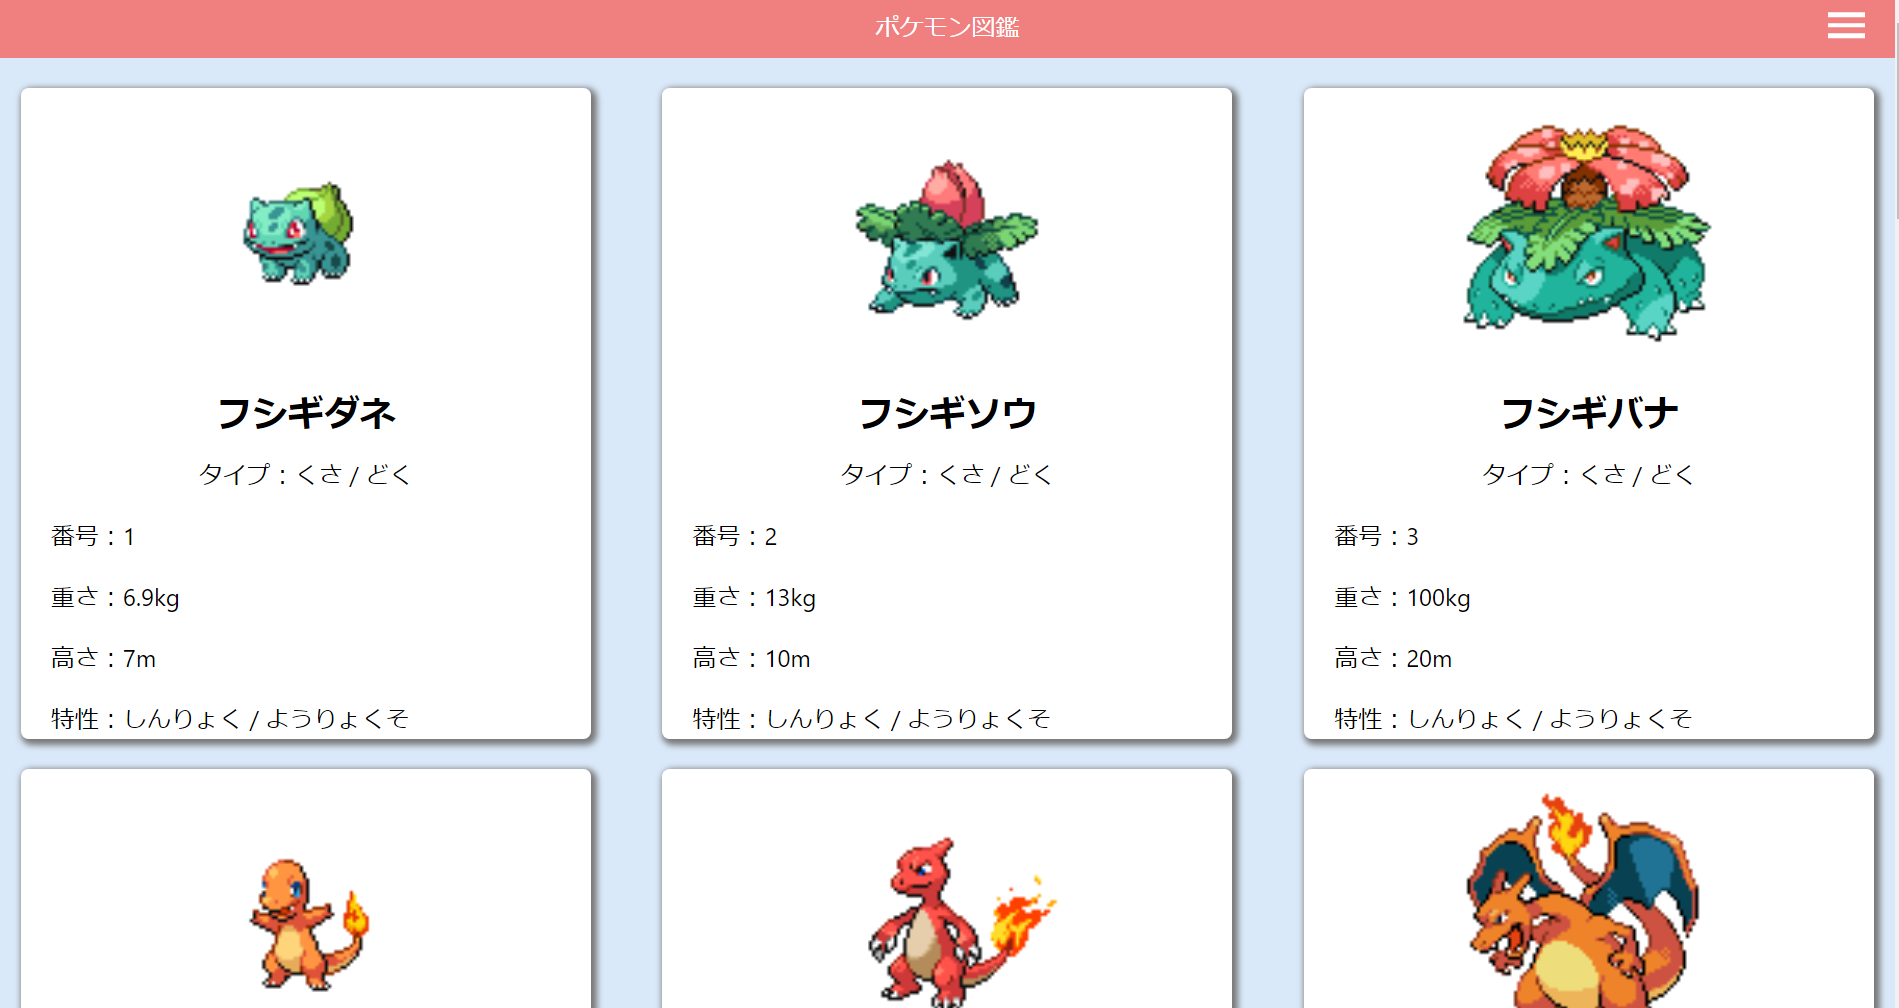 ポケモン図鑑
フシギダネ
タイプ：くさ / どく
番号：1
重さ：6.9kg
高さ：7m
特性：しんりょく / ようりょくそ
フシギソウ
タイプ：くさ / どく
番号：2
重さ：13kg
高さ：10m
特性：しんりょく / ようりょくそ
フシギバナ
タイプ：くさ / どく
番号：3
重さ：100kg
高さ：20m
特性：しんりょく / ようりょくそ